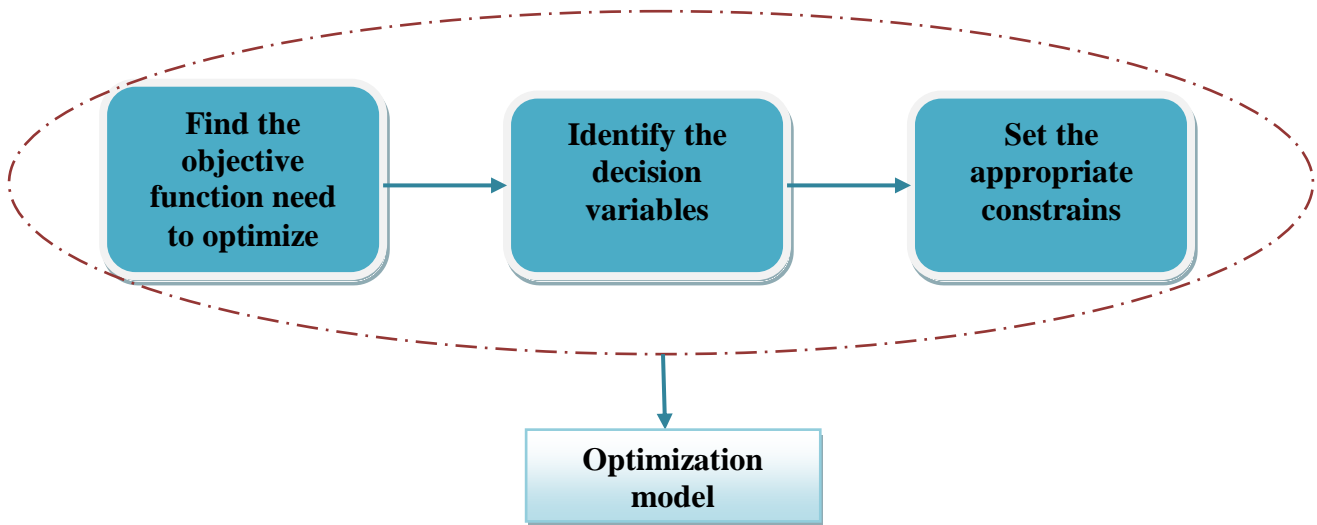 Find the
objective
function need
to optimize
Identify the
decision
variables
Set the
appropriate
constrains
Optimization
model